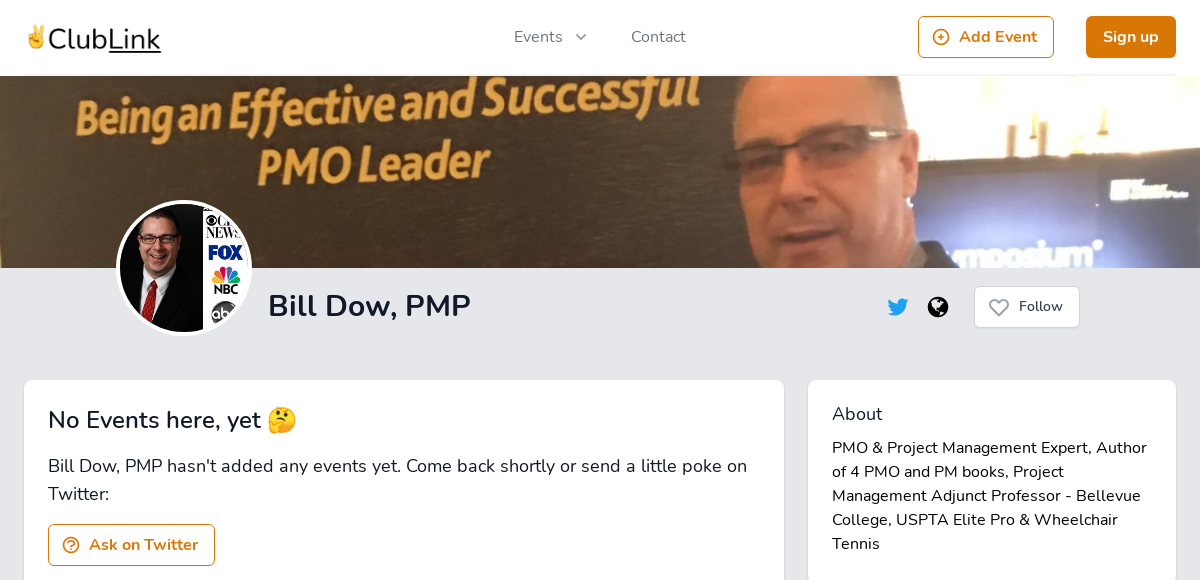 ClubLink
Events
Contact
Add Event
Sign up
Being an Effective and Successful
PMO Leader
NEWS
FOX
NBC
abc
Bill Dow, PMP
Follow
No Events here, yet 🤔
Bill Dow, PMP hasn't added any events yet. Come back shortly or send a little poke on
Twitter:
Ask on Twitter
About
PMO & Project Management Expert, Author
of 4 PMO and PM books, Project
Management Adjunct Professor - Bellevue
College, USPTA Elite Pro & Wheelchair
Tennis